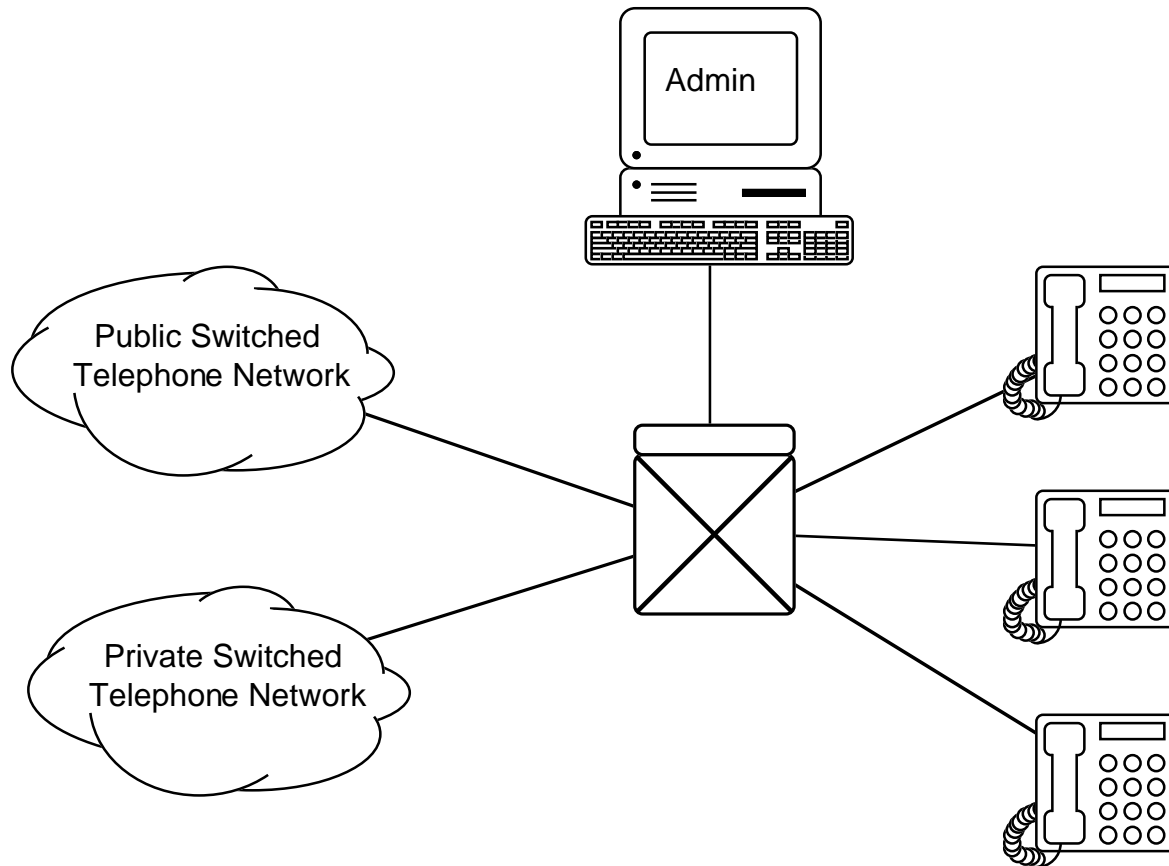 Admin
Public Switched
Telephone Network
Private Switched
Telephone Network